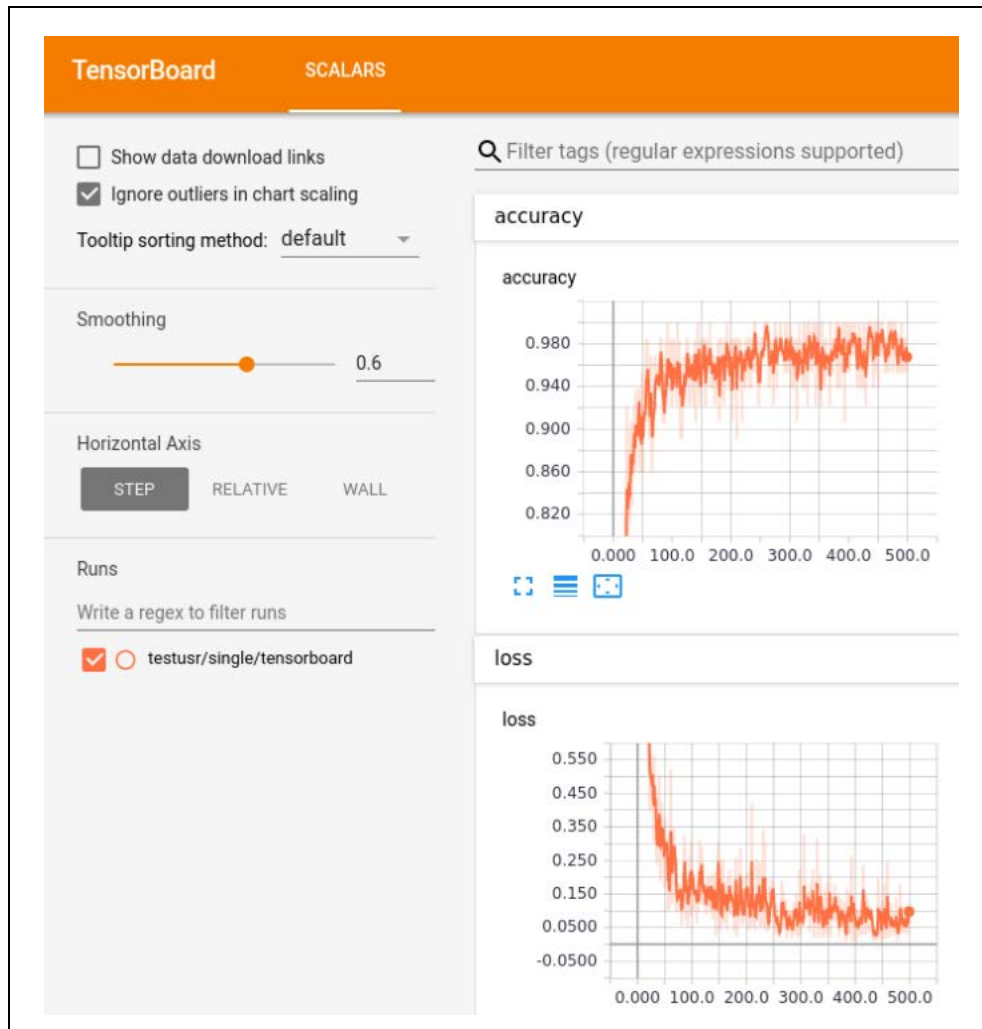 TensorBoard SCALARS
Show data download links
Ignore outliers in chart scaling
Tooltip sorting method: default
Smoothing
0.6
Horizontal Axis
STEP RELATIVE WALL
Runs
Write a regex to filter runs
testusr/single/tensorboard
Filter tags (regular expressions supported)
accuracy
accuracy
0.980
0.940
0.900
0.860
0.820
0.000 100.0 200.0 300.0 400.0 500.0
loss
loss
0.550
0.450
0.350
0.250
0.150
0.0500
-0.0500
0.000 100.0 200.0 300.0 400.0 500.0